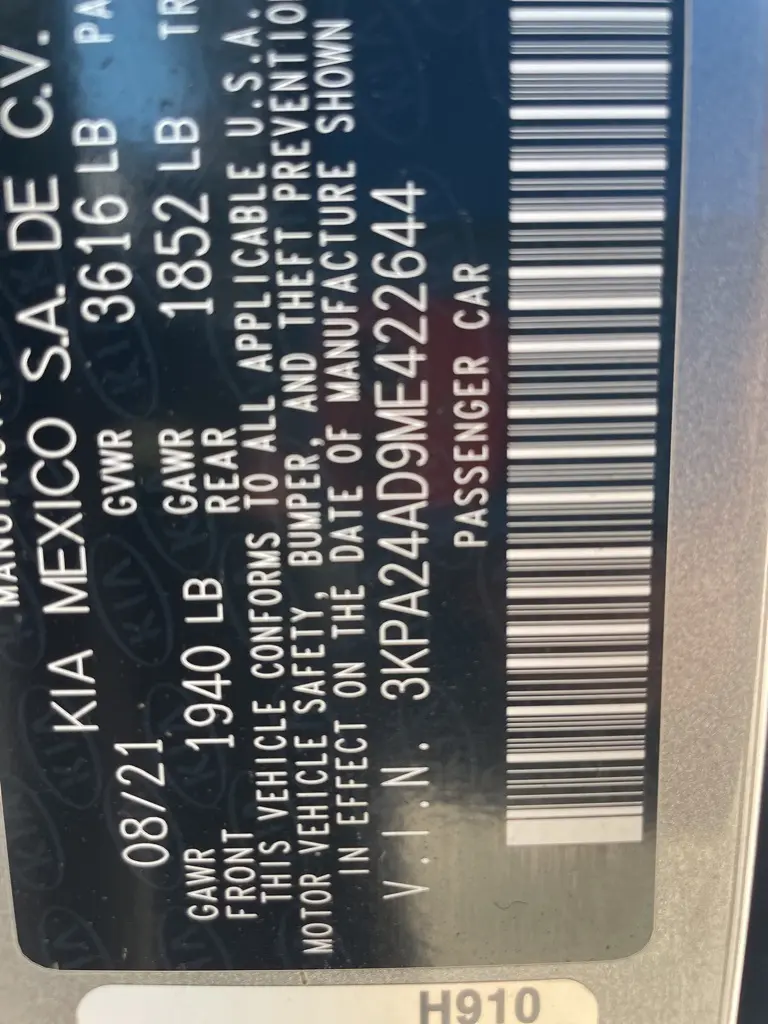 KIA MEXICO S.A. DE C.V.
08/21 GVWR 3616 LB
GAWR FRONT 1940 LB GAWR REAR 1852 LB
THIS VEHICLE CONFORMS TO ALL APPLICABLE U.S.A.
MOTOR VEHICLE SAFETY, BUMPER, AND THEFT PREVENTIO
IN EFFECT ON THE DATE OF MANUFACTURE SHOWN
V.I.N. 3KPA24AD9ME422644
PASSENGER CAR
H910